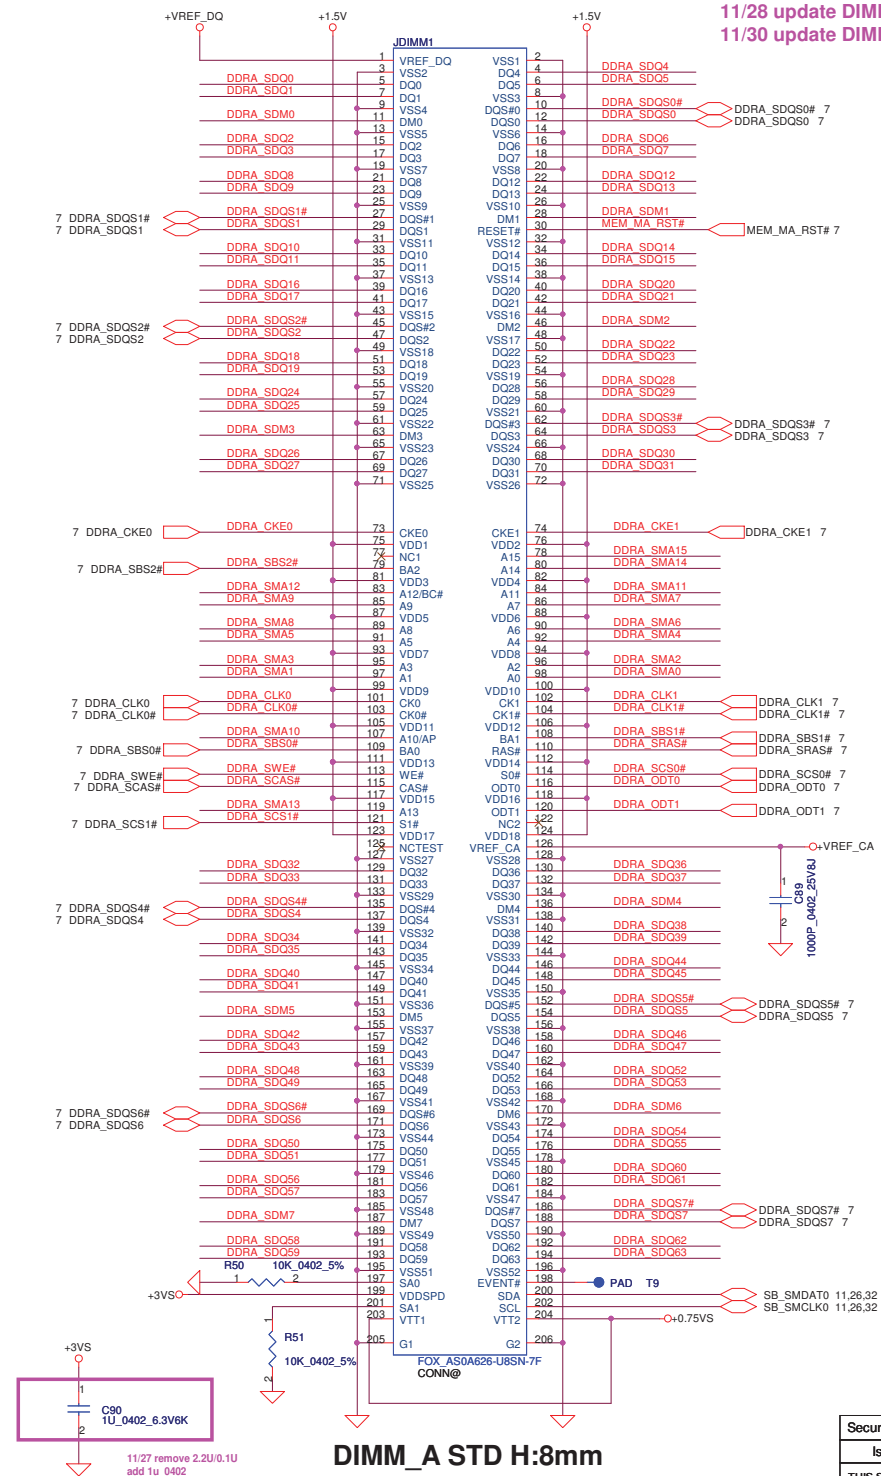 11/28 update DIMI
11/30 update DIMI
+VREF_DQ +1.5V +1.5V
JDIMM1
1 VREF_DQ VSS1 2
3 VSS2 DQ4 4 DDRA_SDQ4
DDRA_SDQ0 5 DQ0 DQ5 6 DDRA_SDQ5
DDRA_SDQ1 7 DQ1 VSS3 8
9 VSS4 DQS#0 10 DDRA_SDQS0# DDRA_SDQS0# 7
DDRA_SDM0 11 DM0 DQS0 12 DDRA_SDQS0 DDRA_SDQS0 7
13 VSS5 VSS6 14
DDRA_SDQ2 15 DQ2 DQ6 16 DDRA_SDQ6
DDRA_SDQ3 17 DQ3 DQ7 18 DDRA_SDQ7
19 VSS7 VSS8 20
DDRA_SDQ8 21 DQ8 DQ12 22 DDRA_SDQ12
DDRA_SDQ9 23 DQ9 DQ13 24 DDRA_SDQ13
25 VSS9 VSS10 26
7 DDRA_SDQS1# DDRA_SDQS1# 27 DQS#1 DM1 28 DDRA_SDM1
7 DDRA_SDQS1 DDRA_SDQS1 29 DQS1 RESET# 30 MEM_MA_RST# MEM_MA_RST# 7
31 VSS11 VSS12 32
DDRA_SDQ10 33 DQ10 DQ14 34 DDRA_SDQ14
DDRA_SDQ11 35 DQ11 DQ15 36 DDRA_SDQ15
37 VSS13 VSS14 38
DDRA_SDQ16 39 DQ16 DQ20 40 DDRA_SDQ20
DDRA_SDQ17 41 DQ17 DQ21 42 DDRA_SDQ21
43 VSS15 VSS16 44
7 DDRA_SDQS2# DDRA_SDQS2# 45 DQS#2 DM2 46 DDRA_SDM2
7 DDRA_SDQS2 DDRA_SDQS2 47 DQS2 VSS17 48
49 VSS18 DQ22 50 DDRA_SDQ22
DDRA_SDQ18 51 DQ18 DQ23 52 DDRA_SDQ23
DDRA_SDQ19 53 DQ19 VSS19 54
55 VSS20 DQ28 56 DDRA_SDQ28
DDRA_SDQ24 57 DQ24 DQ29 58 DDRA_SDQ29
DDRA_SDQ25 59 DQ25 VSS21 60
61 VSS22 DQS#3 62 DDRA_SDQS3# DDRA_SDQS3# 7
DDRA_SDM3 63 DM3 DQS3 64 DDRA_SDQS3 DDRA_SDQS3 7
65 VSS23 VSS24 66
DDRA_SDQ26 67 DQ26 DQ30 68 DDRA_SDQ30
DDRA_SDQ27 69 DQ27 DQ31 70 DDRA_SDQ31
71 VSS25 VSS26 72
7 DDRA_CKE0 DDRA_CKE0 73 CKE0 CKE1 74 DDRA_CKE1 DDRA_CKE1 7
75 VDD1 VDD2 76
77 NC1 A15 78 DDRA_SMA15
7 DDRA_SBS2# DDRA_SBS2# 79 BA2 A14 80 DDRA_SMA14
81 VDD3 VDD4 82
DDRA_SMA12 83 A12/BC# A11 84 DDRA_SMA11
DDRA_SMA9 85 A9 A7 86 DDRA_SMA7
87 VDD5 VDD6 88
DDRA_SMA8 89 A8 A6 90 DDRA_SMA6
DDRA_SMA5 91 A5 A4 92 DDRA_SMA4
93 VDD7 VDD8 94
DDRA_SMA3 95 A3 A2 96 DDRA_SMA2
DDRA_SMA1 97 A1 A0 98 DDRA_SMA0
99 VDD9 VDD10 100
7 DDRA_CLK0 DDRA_CLK0 101 CK0 CK1 102 DDRA_CLK1 DDRA_CLK1 7
7 DDRA_CLK0# DDRA_CLK0# 103 CK0# CK1# 104 DDRA_CLK1# DDRA_CLK1# 7
105 VDD11 VDD12 106
DDRA_SMA10 107 A10/AP BA1 108 DDRA_SBS1# DDRA_SBS1# 7
7 DDRA_SBS0# DDRA_SBS0# 109 BA0 RAS# 110 DDRA_SRAS# DDRA_SRAS# 7
111 VDD13 VDD14 112
7 DDRA_SWE# DDRA_SWE# 113 WE# S0# 114 DDRA_SCS0# DDRA_SCS0# 7
7 DDRA_SCAS# DDRA_SCAS# 115 CAS# ODT0 116 DDRA_ODT0 DDRA_ODT0 7
117 VDD15 VDD16 118
DDRA_SMA13 119 A13 ODT1 120 DDRA_ODT1 DDRA_ODT1 7
7 DDRA_SCS1# DDRA_SCS1# 121 S1# NC2 122
123 VDD17 VDD18 124
125 NCTEST VREF_CA 126 +VREF_CA
127 VSS27 VSS28 128
DDRA_SDQ32 129 DQ32 DQ36 130 DDRA_SDQ36
DDRA_SDQ33 131 DQ33 DQ37 132 DDRA_SDQ37
133 VSS29 VSS30 134
7 DDRA_SDQS4# DDRA_SDQS4# 135 DQS#4 DM4 136 DDRA_SDM4
7 DDRA_SDQS4 DDRA_SDQS4 137 DQS4 VSS31 138
139 VSS32 DQ38 140 DDRA_SDQ38
DDRA_SDQ34 141 DQ34 DQ39 142 DDRA_SDQ39
DDRA_SDQ35 143 DQ35 VSS33 144
145 VSS34 DQ44 146 DDRA_SDQ44
DDRA_SDQ40 147 DQ40 DQ45 148 DDRA_SDQ45
DDRA_SDQ41 149 DQ41 VSS35 150
151 VSS36 DQS#5 152 DDRA_SDQS5# DDRA_SDQS5# 7
DDRA_SDM5 153 DM5 DQS5 154 DDRA_SDQS5 DDRA_SDQS5 7
155 VSS37 VSS38 156
DDRA_SDQ42 157 DQ42 DQ46 158 DDRA_SDQ46
DDRA_SDQ43 159 DQ43 DQ47 160 DDRA_SDQ47
161 VSS39 VSS40 162
DDRA_SDQ48 163 DQ48 DQ52 164 DDRA_SDQ52
DDRA_SDQ49 165 DQ49 DQ53 166 DDRA_SDQ53
167 VSS41 VSS42 168
7 DDRA_SDQS6# DDRA_SDQS6# 169 DQS#6 DM6 170 DDRA_SDM6
7 DDRA_SDQS6 DDRA_SDQS6 171 DQS6 VSS43 172
173 VSS44 DQ54 174 DDRA_SDQ54
DDRA_SDQ50 175 DQ50 DQ55 176 DDRA_SDQ55
DDRA_SDQ51 177 DQ51 VSS45 178
179 VSS46 DQ60 180 DDRA_SDQ60
DDRA_SDQ56 181 DQ56 DQ61 182 DDRA_SDQ61
DDRA_SDQ57 183 DQ57 VSS47 184
185 VSS48 DQS#7 186 DDRA_SDQS7# DDRA_SDQS7# 7
DDRA_SDM7 187 DM7 DQS7 188 DDRA_SDQS7 DDRA_SDQS7 7
189 VSS49 VSS50 190
DDRA_SDQ58 191 DQ58 DQ62 192 DDRA_SDQ62
DDRA_SDQ59 193 DQ59 DQ63 194 DDRA_SDQ63
195 VSS51 VSS52 196
R50 10K_0402_5%
1 2 197 SA0 EVENT# 198 PAD T9
+3VS 199 VDDSPD SDA 200 SB_SMDAT0 11,26,32
201 SA1 SCL 202 SB_SMCLK0 11,26,32
203 VTT1 VTT2 204 +0.75VS
205 G1 G2 206
1
R51
10K_0402_5%
2
FOX_AS0A626-U8SN-7F
CONN@
1
C89
1000P_0402_25V8J
2
+3VS
1
C90
1U_0402_6.3V6K
2
11/27 remove 2.2U/0.1U
add 1u 0402
DIMM_A STD H:8mm
Secur
Is